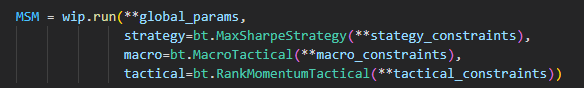 MSM = wip.run(**global_params,
strategy=bt.MaxSharpeStrategy(**stategy_constraints),
macro=bt.MacroTactical(**macro_constraints),
tactical=bt.RankMomentumTactical(**tactical_constraints))